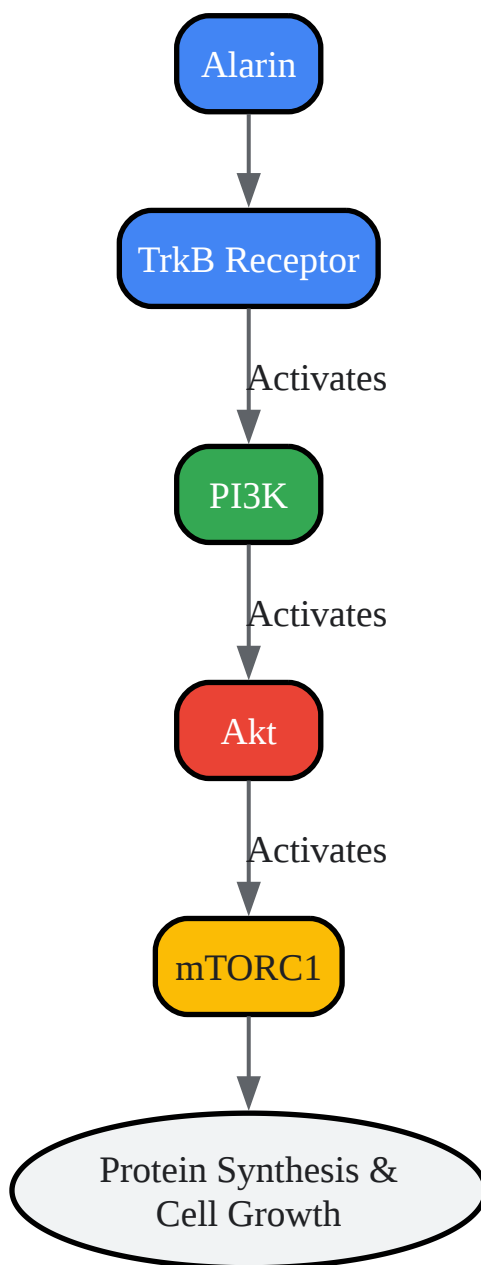 Alarin
TrkB Receptor
Activates
PI3K
Activates
Akt
Activates
mTORC1
Protein Synthesis &
Cell Growth